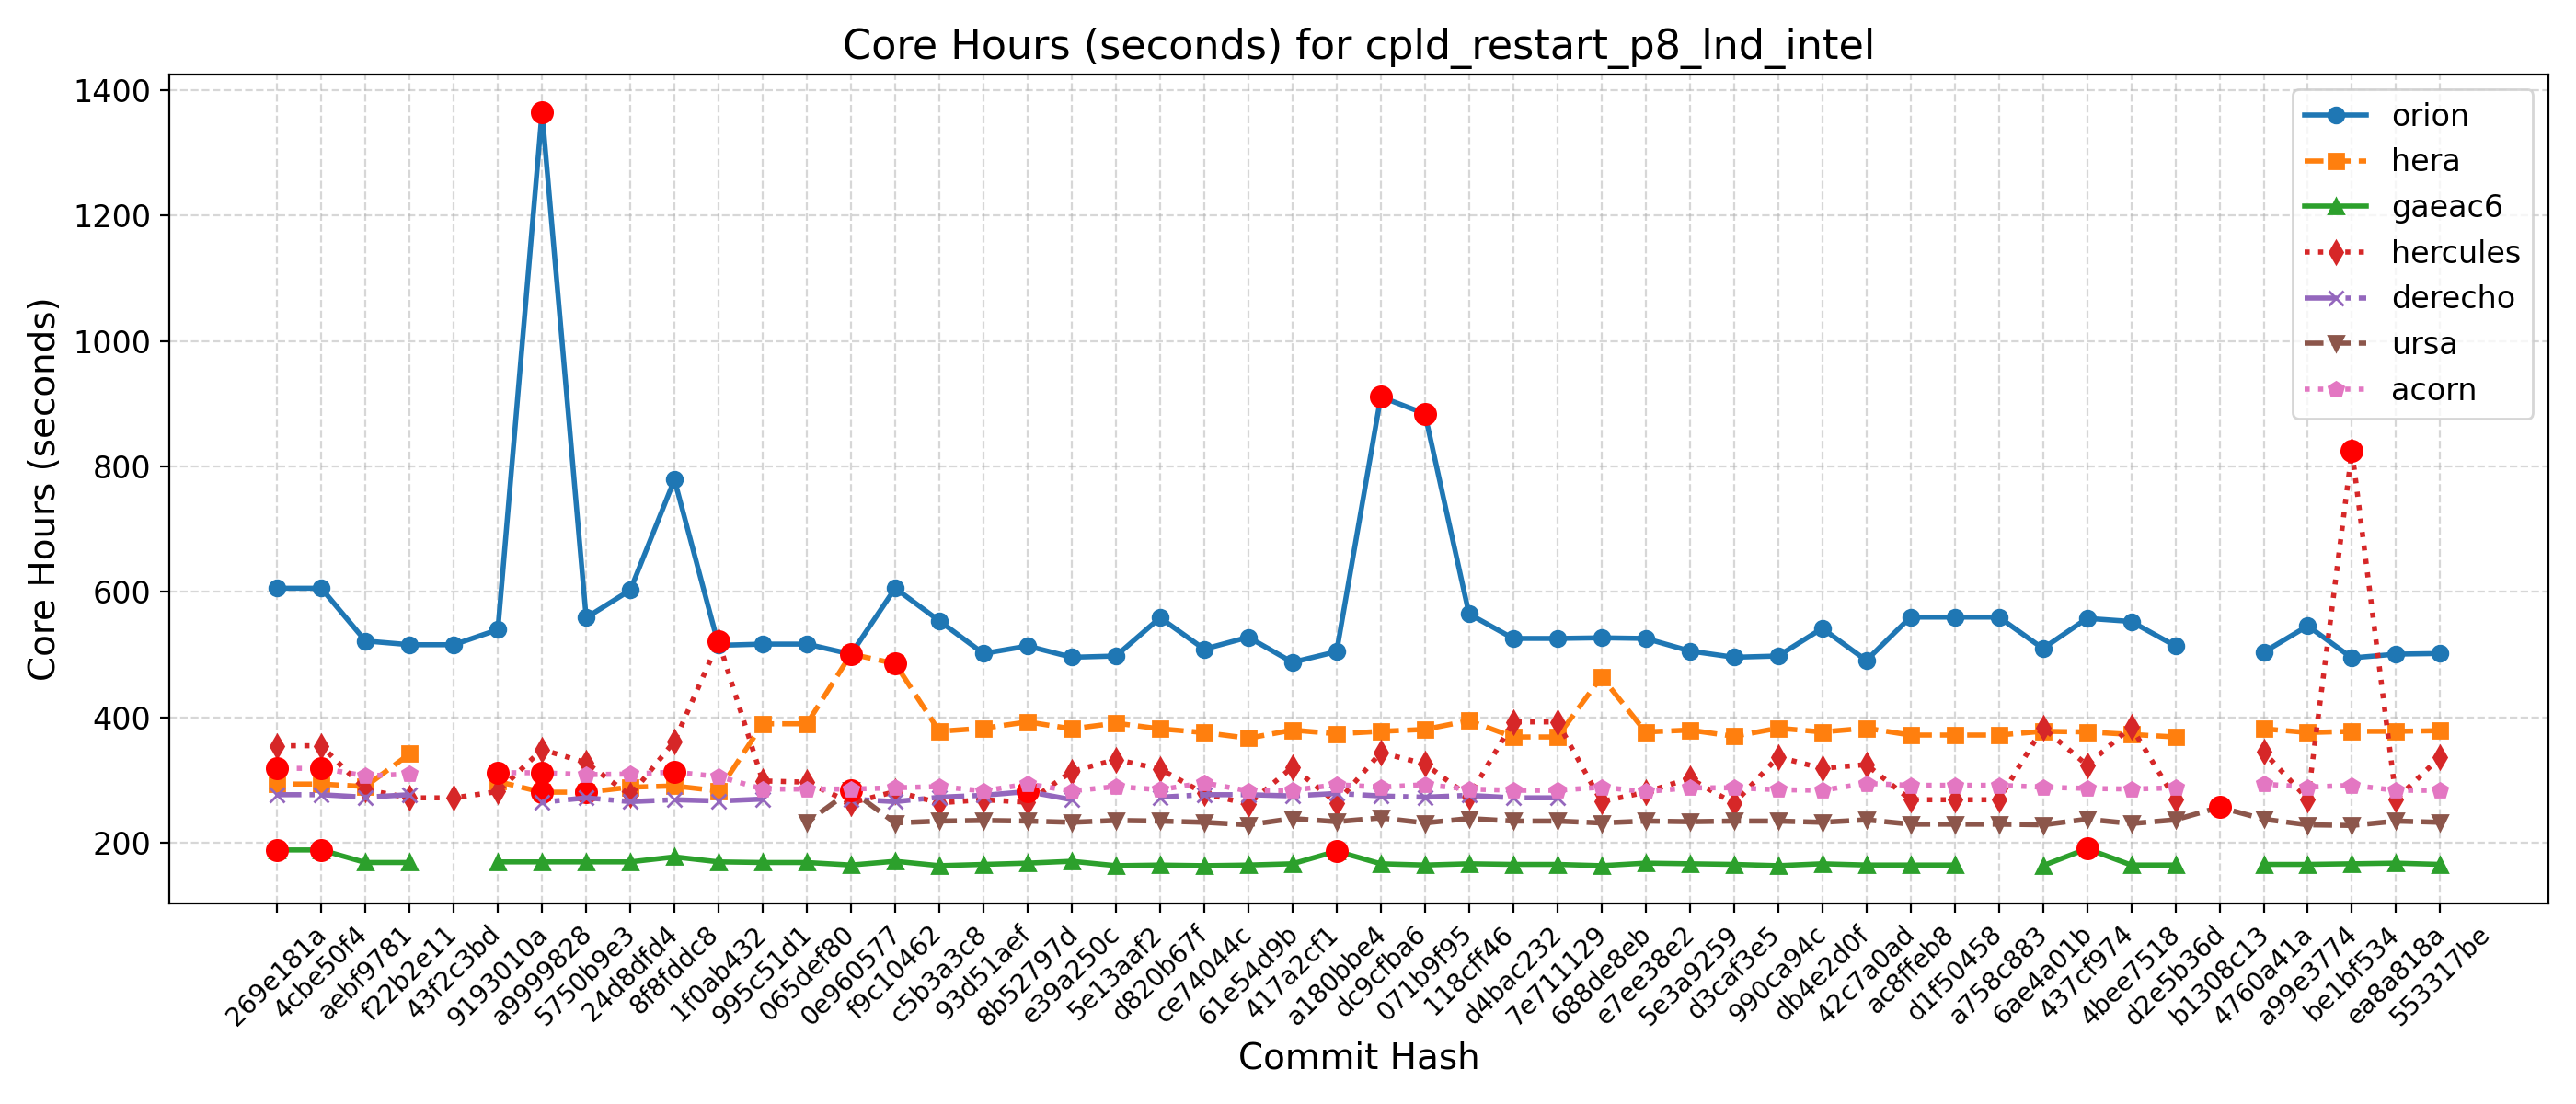 Core Hours (seconds) for cpld_restart_p8_lnd_intel
1400
1200
1000
800
600
400
200
Core Hours (seconds)
orion
hera
gaeac6
hercules
derecho
ursa
acorn
269e181a
4cbe50f4
aebf9781
f22b2e11
43f2c3bd
9193010a
a9999828
5750b9e3
24d8dfd4
8f8fddc8
1f0ab432
995c51d1
065def80
0e960577
f9c10462
c5b3a3c8
93d51aef
8b52797d
e39a250c
5e13aaf2
d820b67f
ce74044c
61e54d9b
417a2cf1
a180bbe4
dc9cfba6
071b9f95
118cff46
d4bac232
7e711129
688de8eb
e7ee38e2
5e3a9259
d3caf3e5
990ca94c
db4e2d0f
42c7a0ad
ac8ffeb8
d1f50458
a758c883
6ae4a01b
437cf974
4bee7518
d2e5b36d
b1308c13
4760a41a
a99e3774
be1bf534
ea8a818a
553317be
Commit Hash